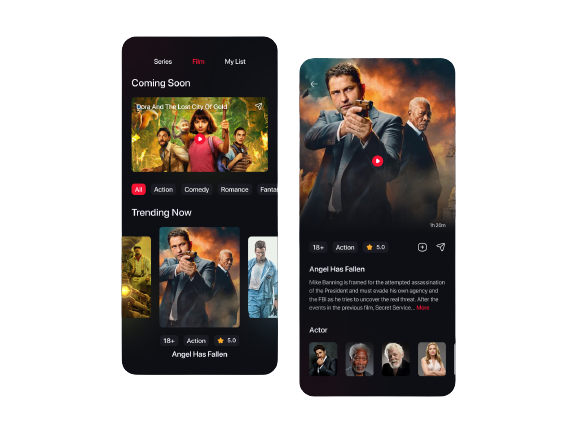 Series Film My List
Coming Soon
Dora And The Lost City Of Gold
All Action Comedy Romance Fantas
Trending Now
18+ Action 5.0
Angel Has Fallen
1h 26m
18+ Action 5.0
Angel Has Fallen
Mike Banning is framed for the attempted assassination
of the President and must evade his own agency and
the FBI as he tries to uncover the real threat. After the
events in the previous film, Secret Service... More
Actor